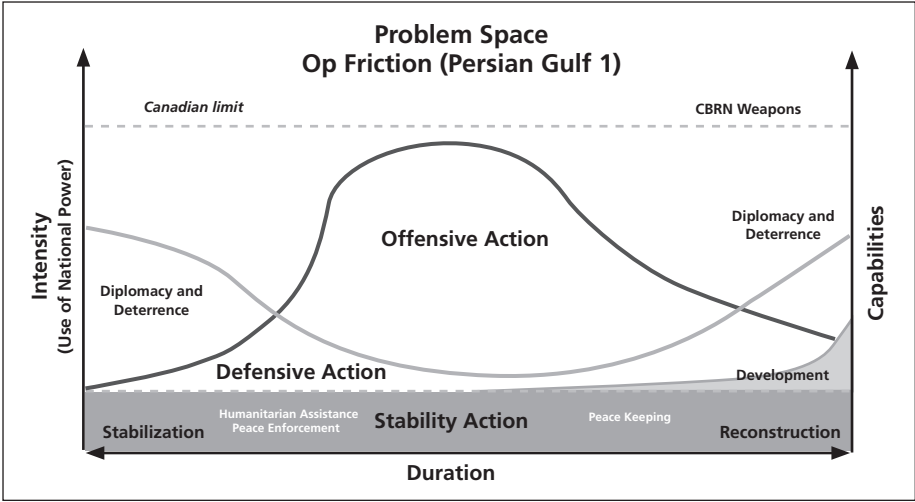 Problem Space
Op Friction (Persian Gulf 1)
Canadian limit
CBRN Weapons
Intensity
(Use of National Power)
Capabilities
Offensive Action
Diplomacy and
Deterrence
Diplomacy and
Deterrence
Defensive Action
Development
Humanitarian Assistance
Peace Enforcement
Stability Action
Peace Keeping
Stabilization
Reconstruction
Duration